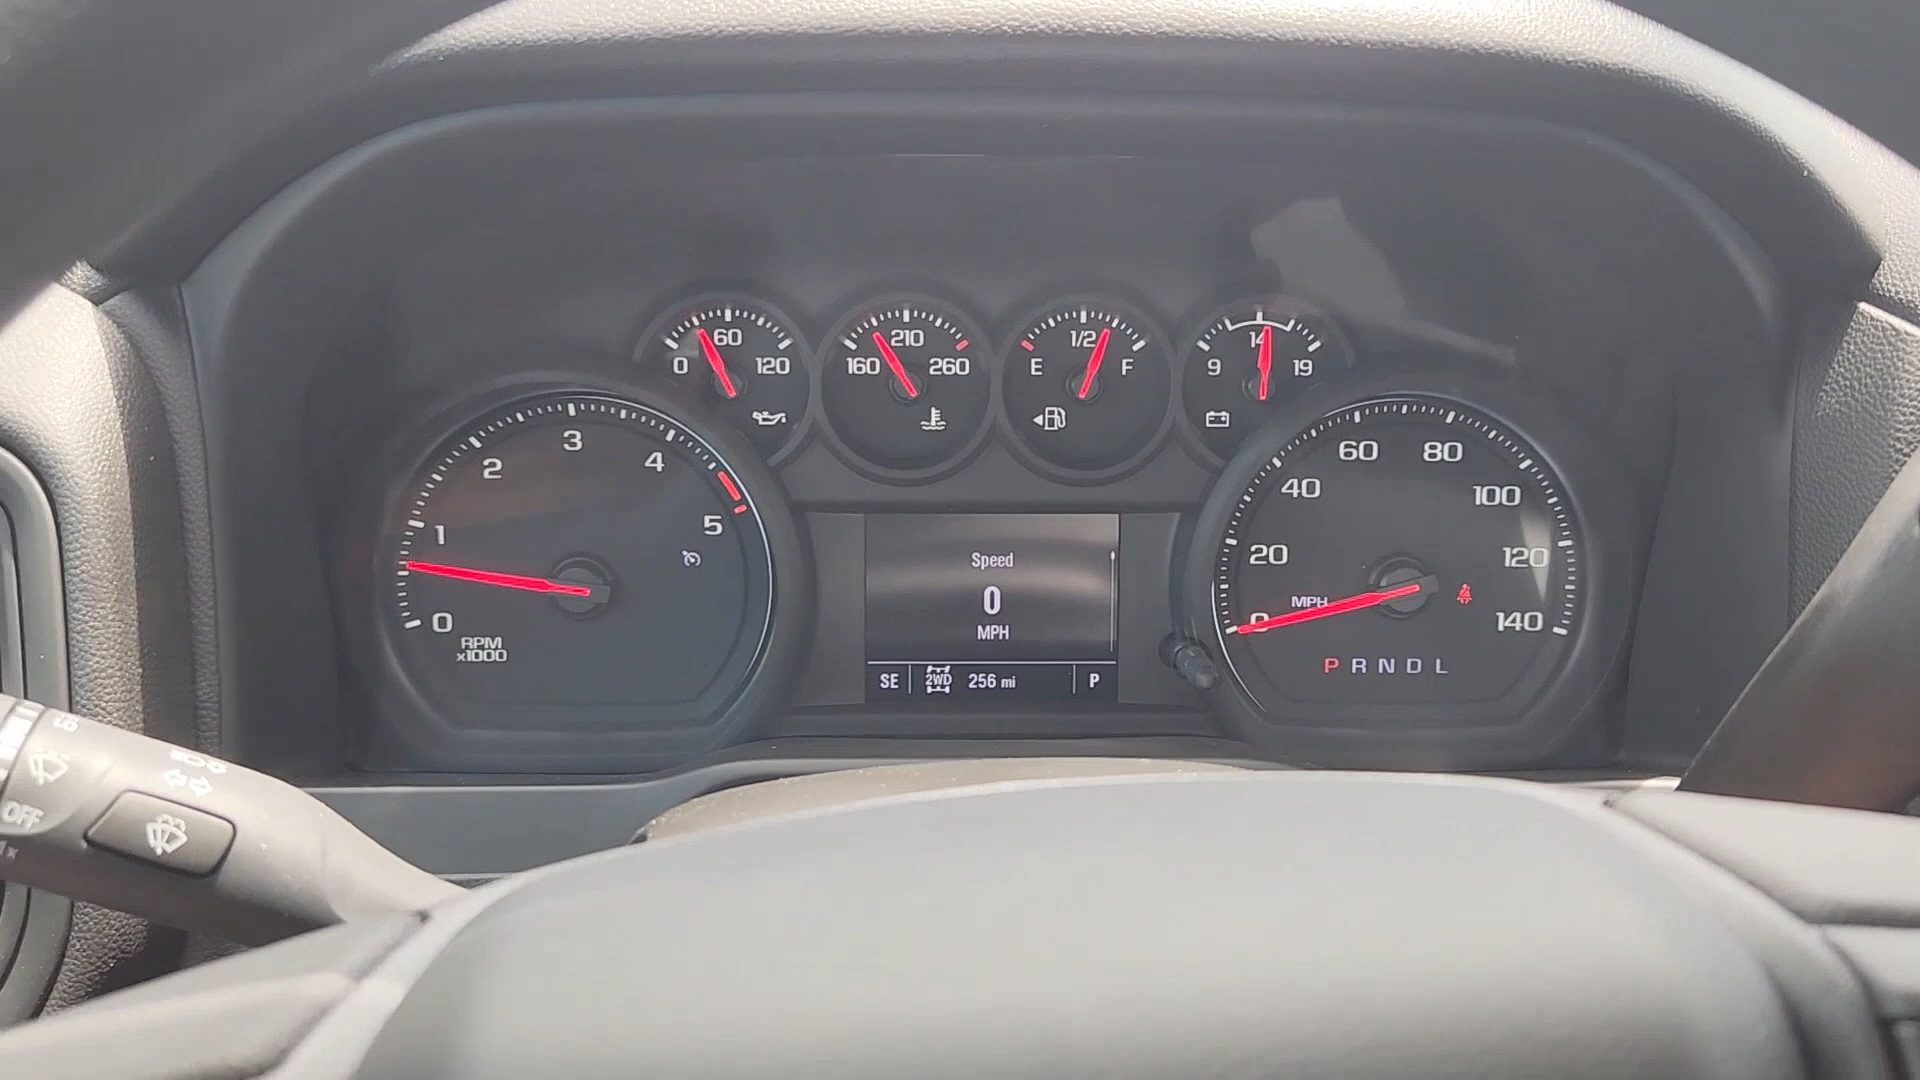 0 60 120
160 210 260
E 1/2 F
9 14 19
0 1 2 3 4 5
RPM
x1000
Speed
0
MPH
SE 2WD 256 mi P
0 20 40 60 80 100 120 140
MPH
P R N D L
OFF
1x